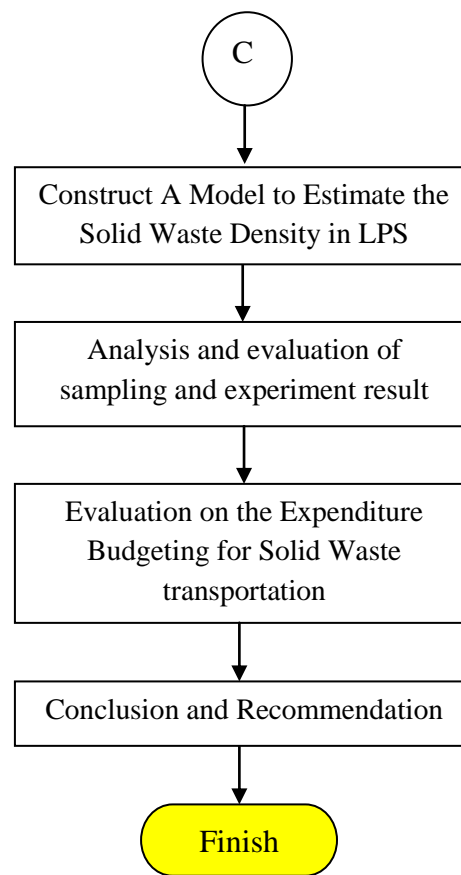 C
Construct A Model to Estimate the
Solid Waste Density in LPS
Analysis and evaluation of
sampling and experiment result
Evaluation on the Expenditure
Budgeting for Solid Waste
transportation
Conclusion and Recommendation
Finish